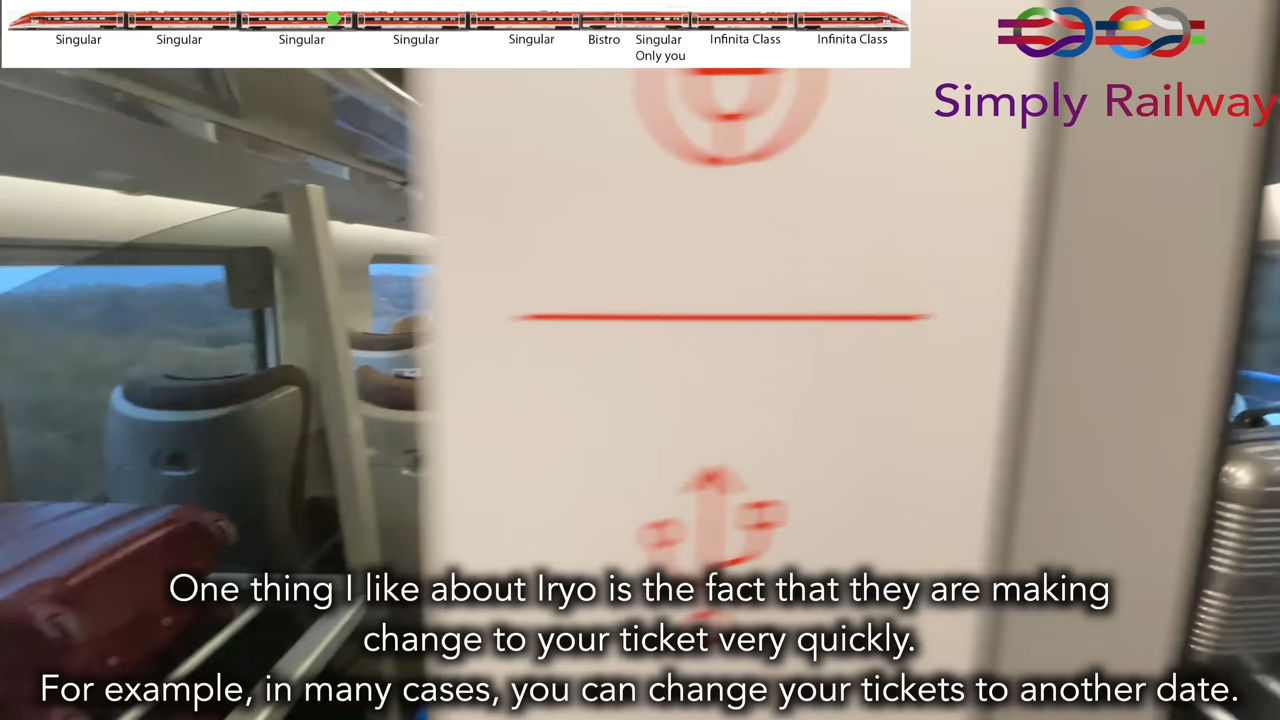 Singular
Singular
Singular
Singular
Singular
Bistro
Singular
Only you
Infinita Class
Infinita Class
Simply Railway
One thing I like about Iryo is the fact that they are making
change to your ticket very quickly.
For example, in many cases, you can change your tickets to another date.